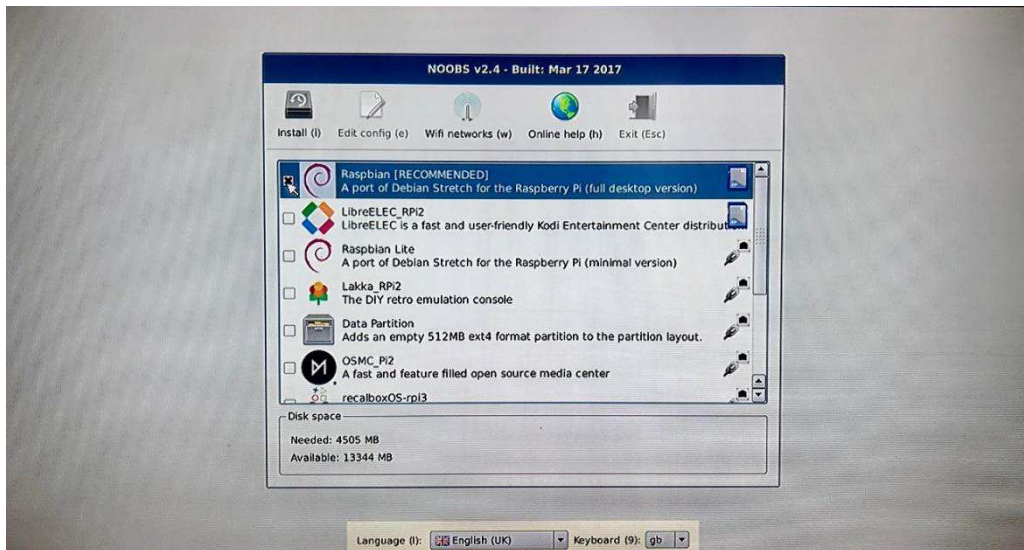 NOOBS v2.4 - Built: Mar 17 2017
Install (i) Edit config (e) Wifi networks (w) Online help (h) Exit (Esc)
Raspbian [RECOMMENDED]
A port of Debian Stretch for the Raspberry Pi (full desktop version)
LibreELEC_RPi2
LibreELEC is a fast and user-friendly Kodi Entertainment Center distribut
Raspbian Lite
A port of Debian Stretch for the Raspberry Pi (minimal version)
Lakka_RPi2
The DIY retro emulation console
Data Partition
Adds an empty 512MB ext4 format partition to the partition layout.
OSMC_Pi2
A fast and feature filled open source media center
recalboxOS-rpi3
Disk space
Needed: 4505 MB
Available: 13344 MB
Language (l): English (UK) Keyboard (9): gb